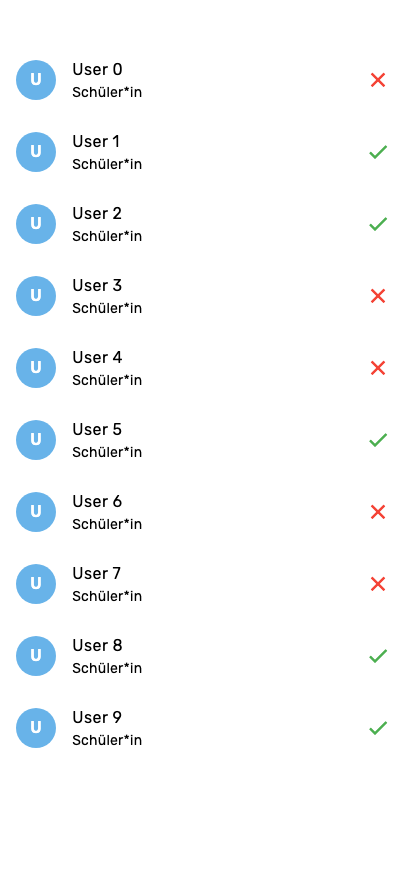 U
User 0
Schüler*in
U
User 1
Schüler*in
U
User 2
Schüler*in
U
User 3
Schüler*in
U
User 4
Schüler*in
U
User 5
Schüler*in
U
User 6
Schüler*in
U
User 7
Schüler*in
U
User 8
Schüler*in
U
User 9
Schüler*in